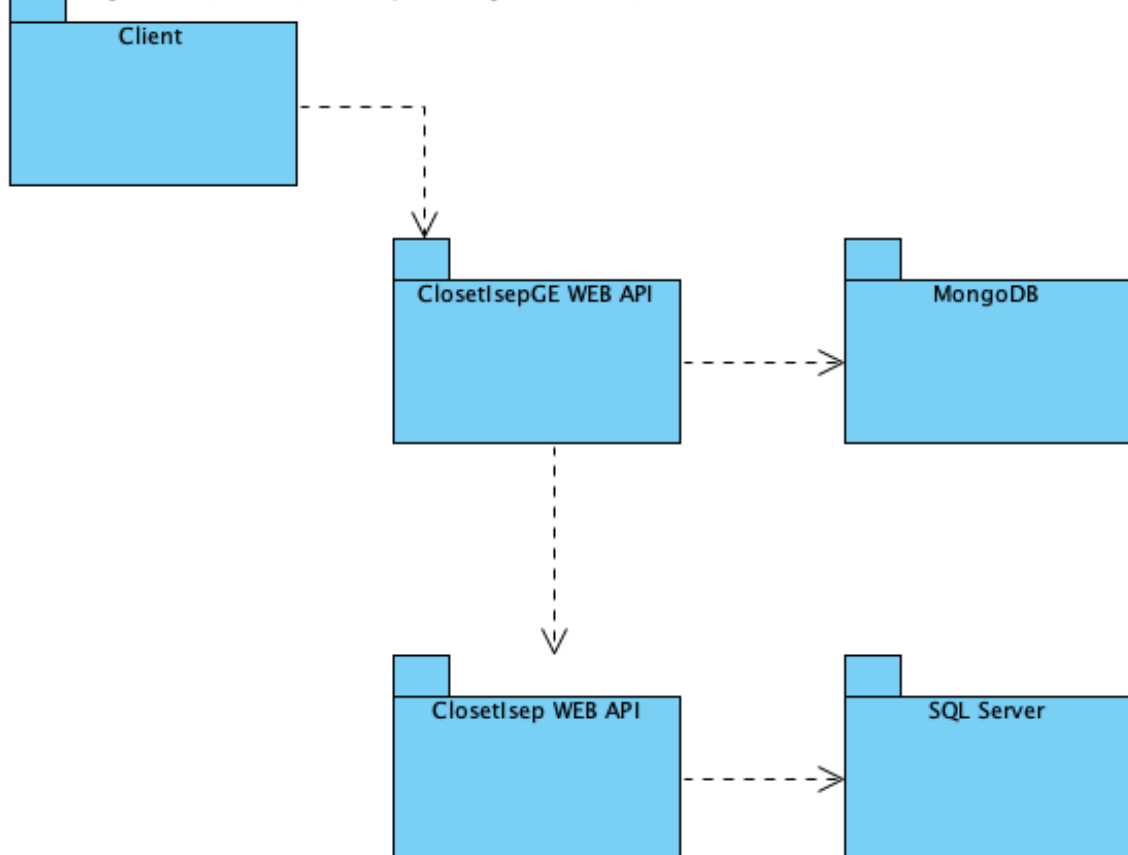 Client
ClosetIsepGE WEB API
MongoDB
ClosetIsep WEB API
SQL Server